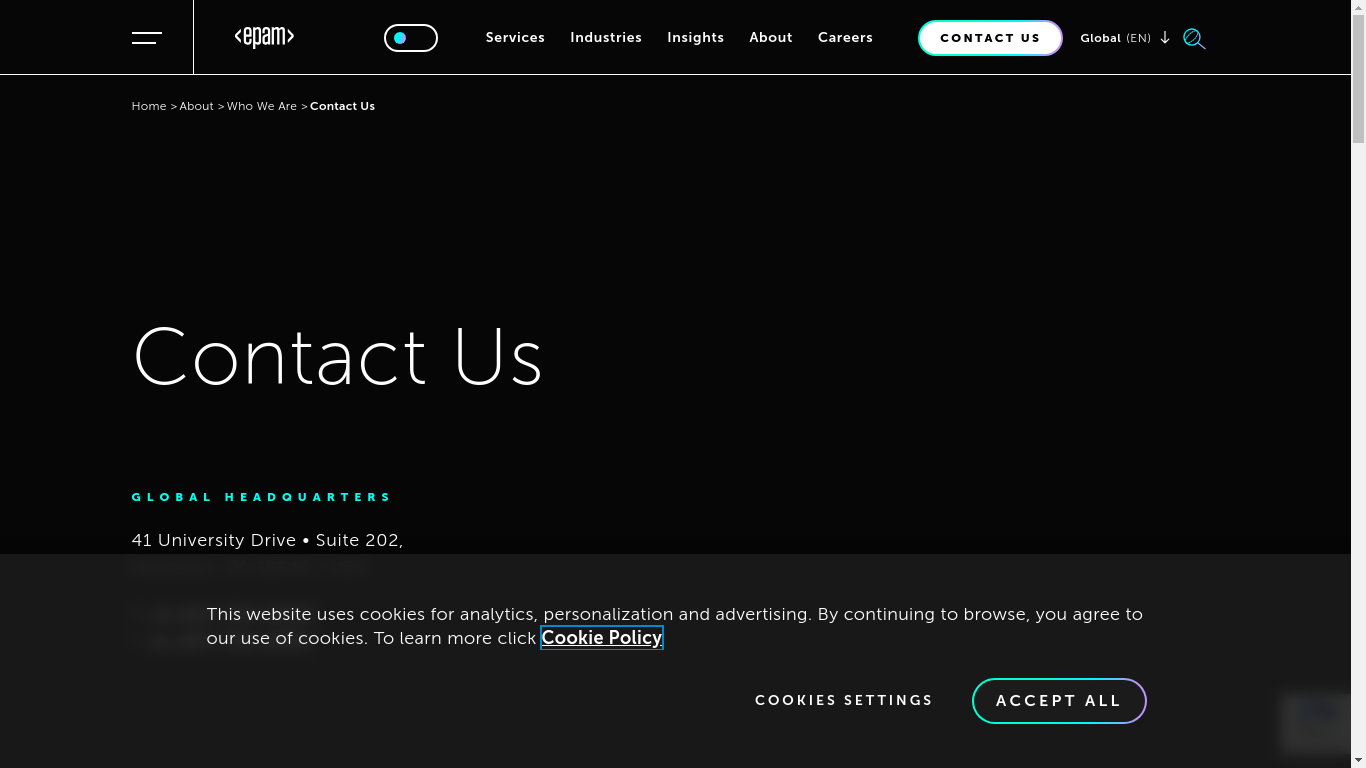 <epam>
Services Industries Insights About Careers
CONTACT US
Global (EN)
Home > About > Who We Are > Contact Us
Contact Us
GLOBAL HEADQUARTERS
41 University Drive • Suite 202,
This website uses cookies for analytics, personalization and advertising. By continuing to browse, you agree to
our use of cookies. To learn more click Cookie Policy
COOKIES SETTINGS
ACCEPT ALL